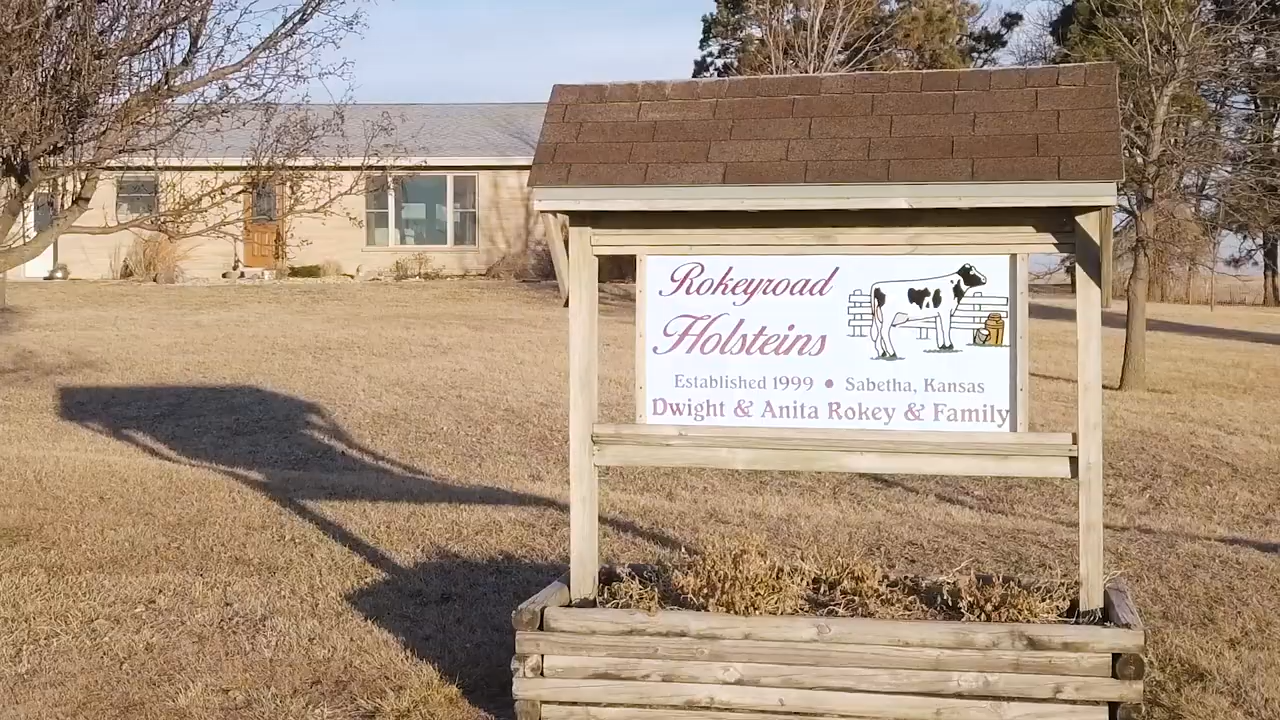 Rokeyroad
Holsteins
Established 1999 • Sabetha, Kansas
Dwight & Anita Rokey & Family